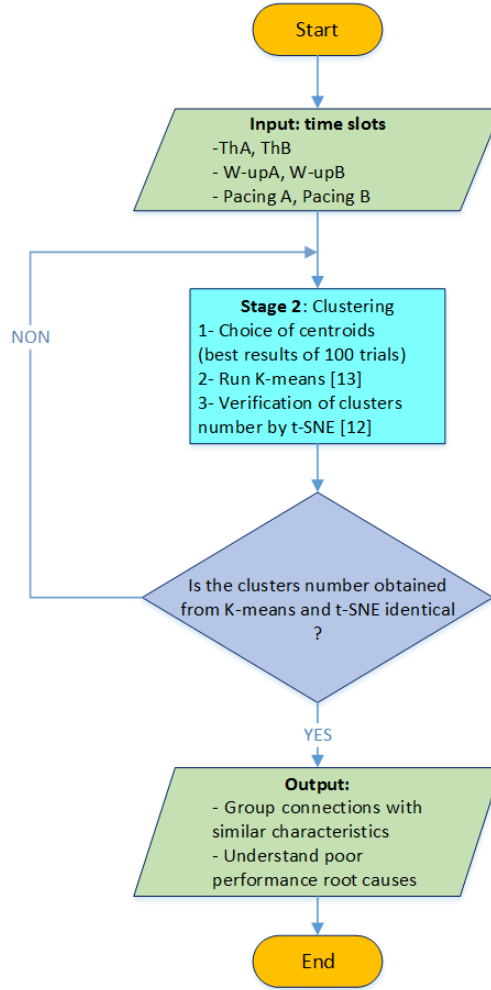 Start
Input: time slots
-ThA, ThB
- W-upA, W-upB
- Pacing A, Pacing B
NON
Stage 2: Clustering
1- Choice of centroids
(best results of 100 trials)
2- Run K-means [13]
3- Verification of clusters
number by t-SNE [12]
Is the clusters number obtained
from K-means and t-SNE identical
?
YES
Output:
- Group connections with
similar characteristics
- Understand poor
performance root causes
End